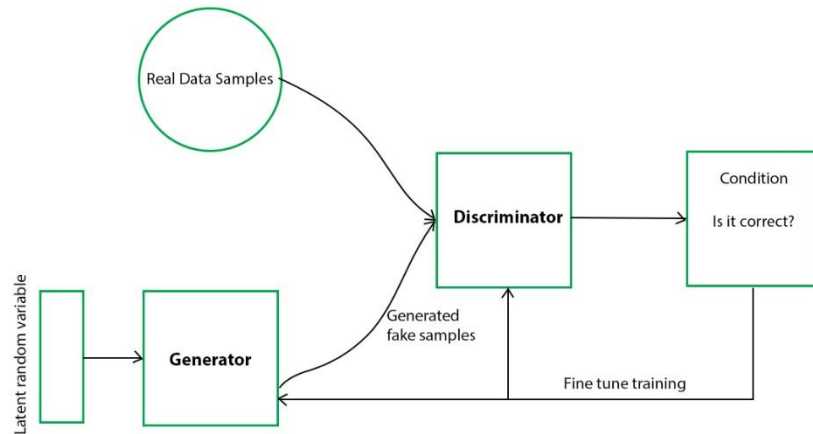 Real Data Samples
Discriminator
Condition
Is it correct?
Latent random variable
Generator
Generated
fake samples
Fine tune training